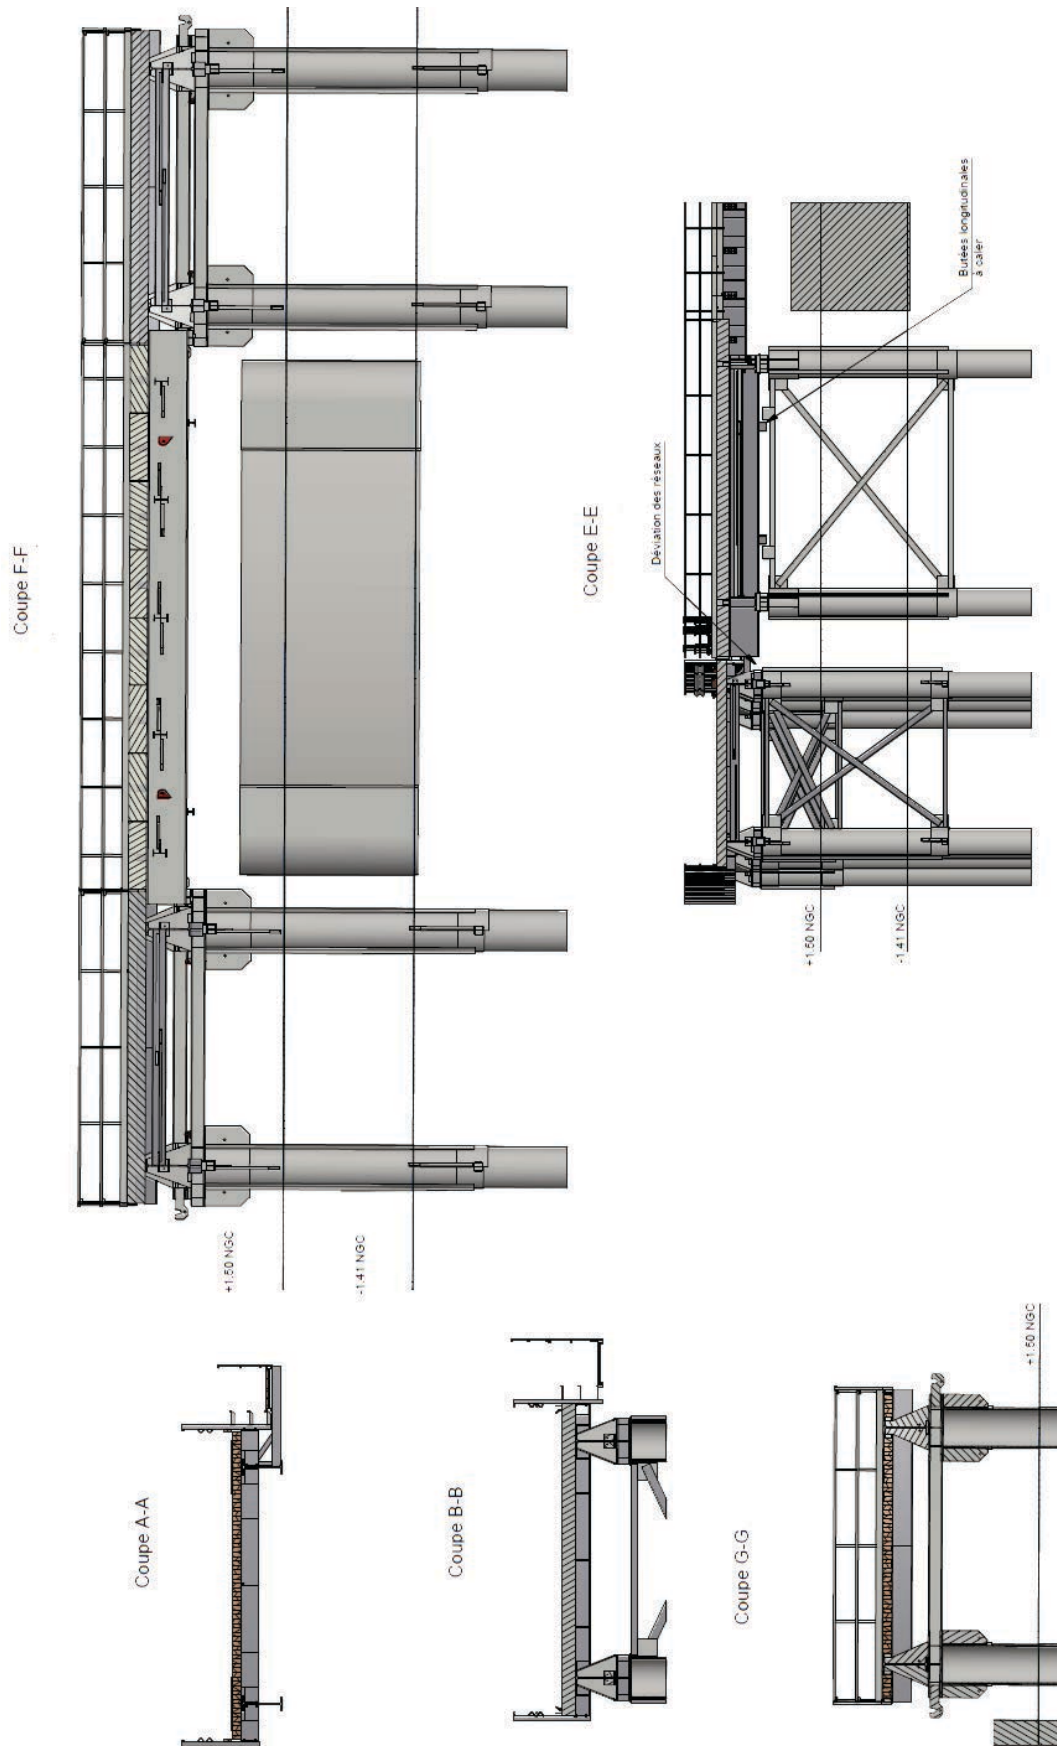 Coupe F-F
+1.50 NGC
-1.41 NGC
Coupe E-E
Déviation des réseaux
Butées longitudinales
à caler
+1.50 NGC
-1.41 NGC
Coupe A-A
Coupe B-B
Coupe G-G
+1.50 NGC